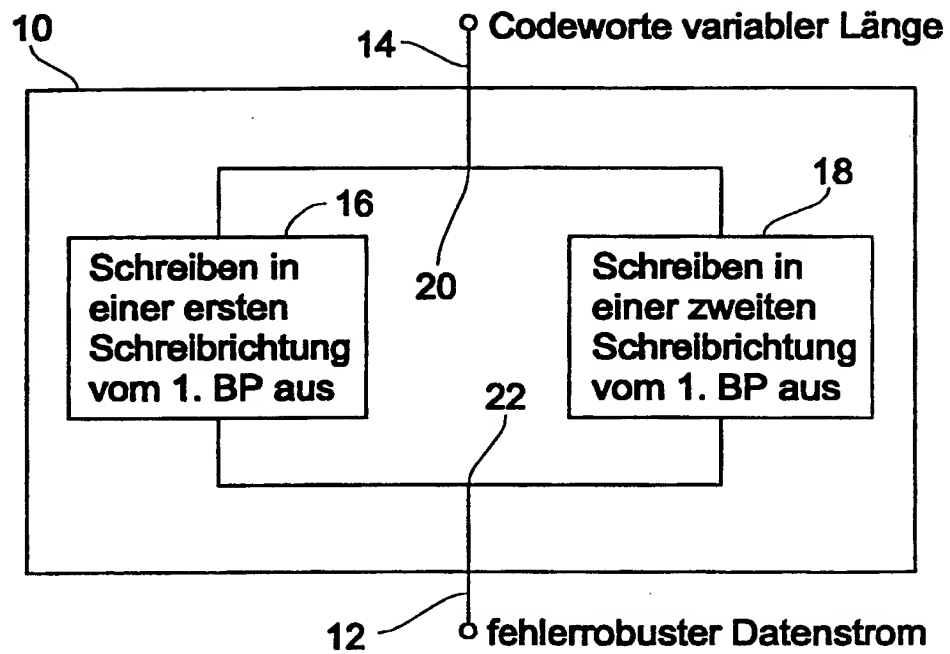 10
14
Codeworte variabler Länge
16
18
Schreiben in
einer ersten
Schreibrichtung
vom 1. BP aus
20
Schreiben in
einer zweiten
Schreibrichtung
vom 1. BP aus
22
12
fehlerrobuster Datenstrom